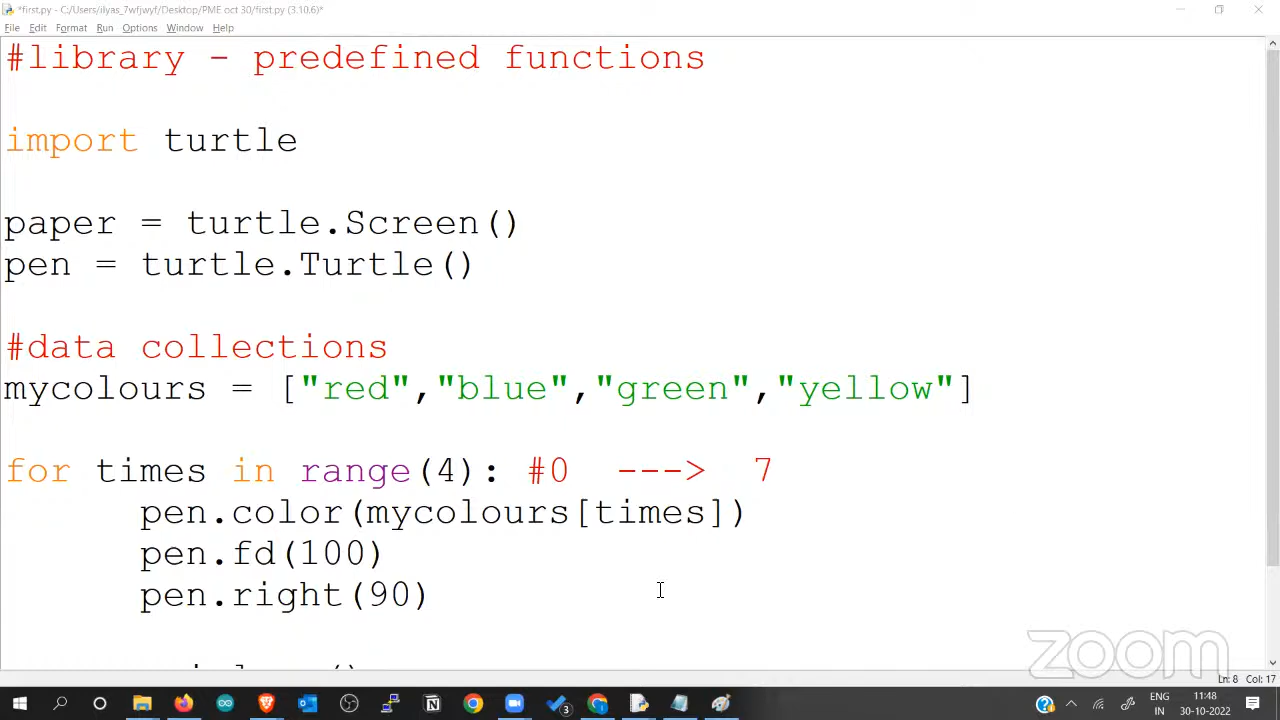 *first.py - C:/Users/ilyas_7wfjwyf/Desktop/PME oct 30/first.py (3.10.6)*
File Edit Format Run Options Window Help
#library - predefined functions
import turtle
paper = turtle.Screen()
pen = turtle.Turtle()
#data collections
mycolours = ["red","blue","green","yellow"]
for times in range(4): #0 ---> 7
pen.color(mycolours[times])
pen.fd(100)
pen.right(90)
zoom
Ln: 8 Col: 17
3
ENG
IN
11:48
30-10-2022